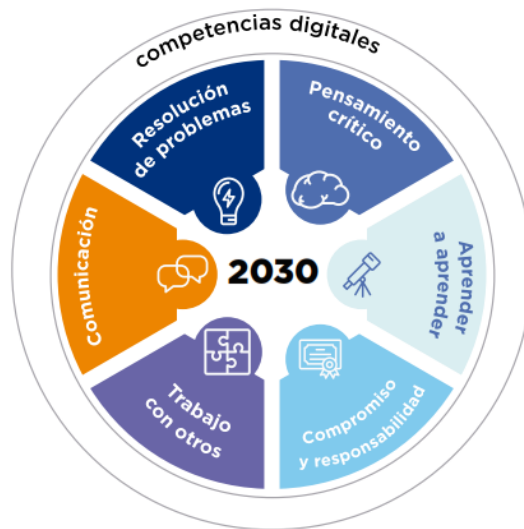 competencias digitales
Resolución
de problemas
Pensamiento
crítico
Comunicación
2030
Aprender
a aprender
Trabajo
con otros
Compromiso
y responsabilidad